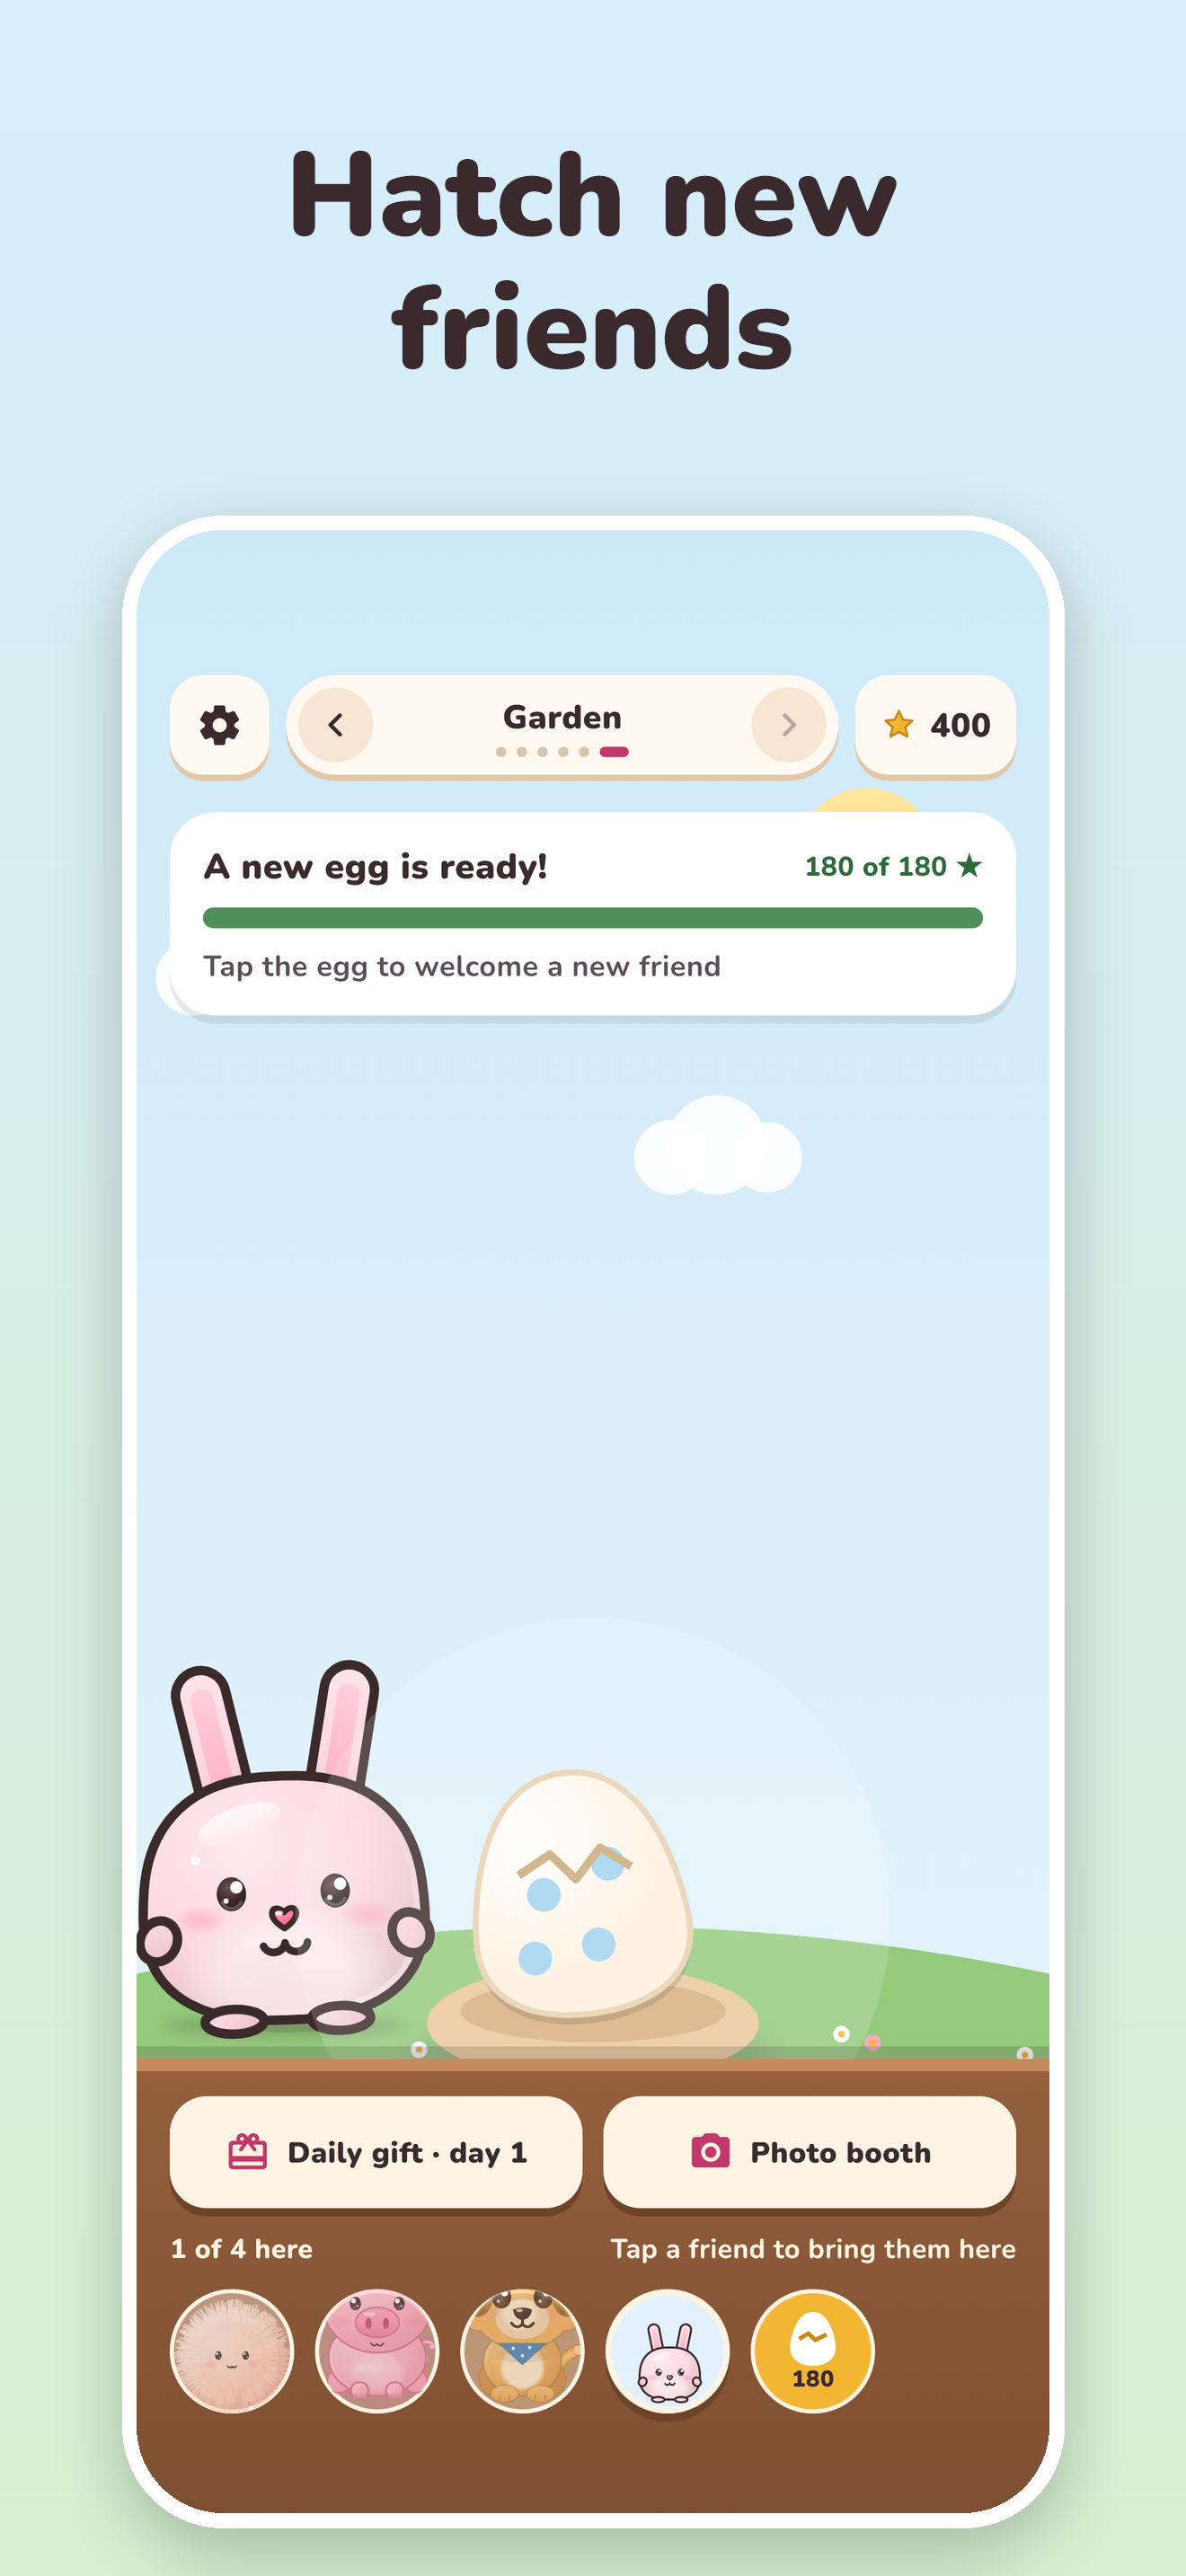 Hatch new
friends
Garden
400
A new egg is ready!
180 of 180 ★
Tap the egg to welcome a new friend
Daily gift · day 1
Photo booth
1 of 4 here
Tap a friend to bring them here
180